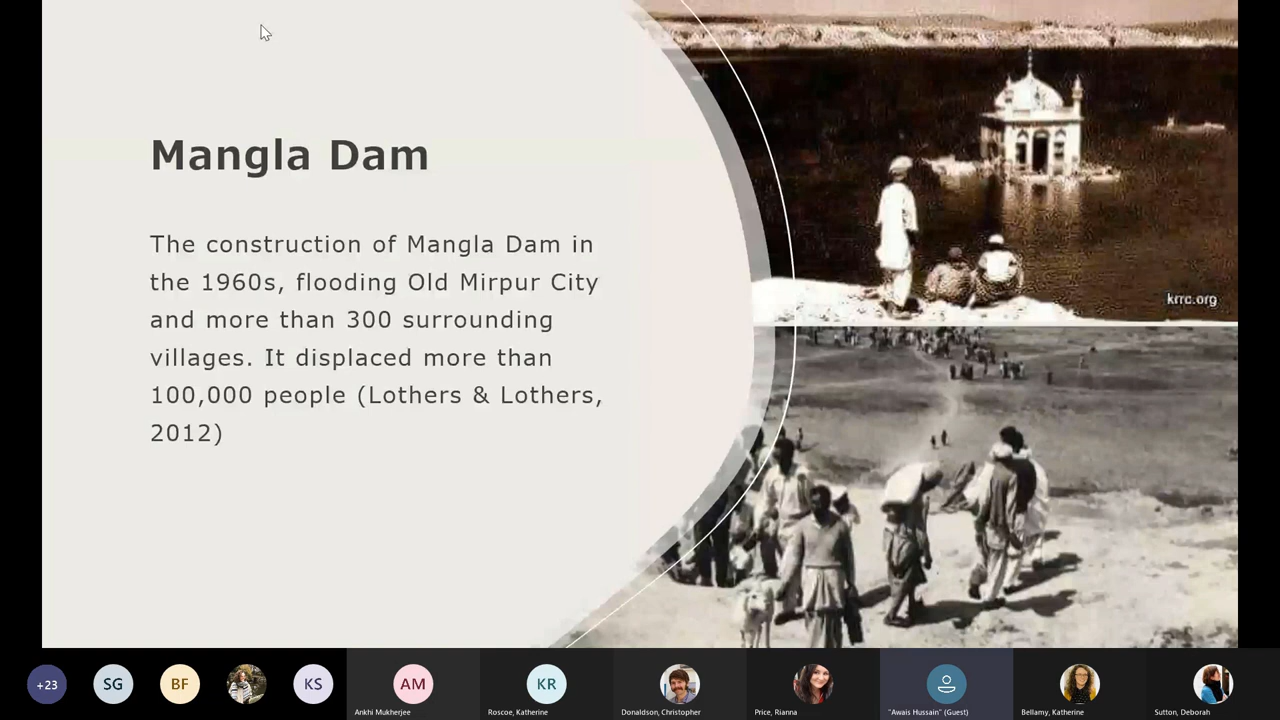 Mangla Dam
The construction of Mangla Dam in
the 1960s, flooding Old Mirpur City
and more than 300 surrounding
villages. It displaced more than
100,000 people (Lothers & Lothers,
2012)
krrc.org
+23
SG
BF
KS
AM
KR
Ankhi Mukherjee
Roscoe, Katherine
Donaldson, Christopher
Price, Rianna
"Awais Hussain" (Guest)
Bellamy, Katherine
Sutton, Deborah